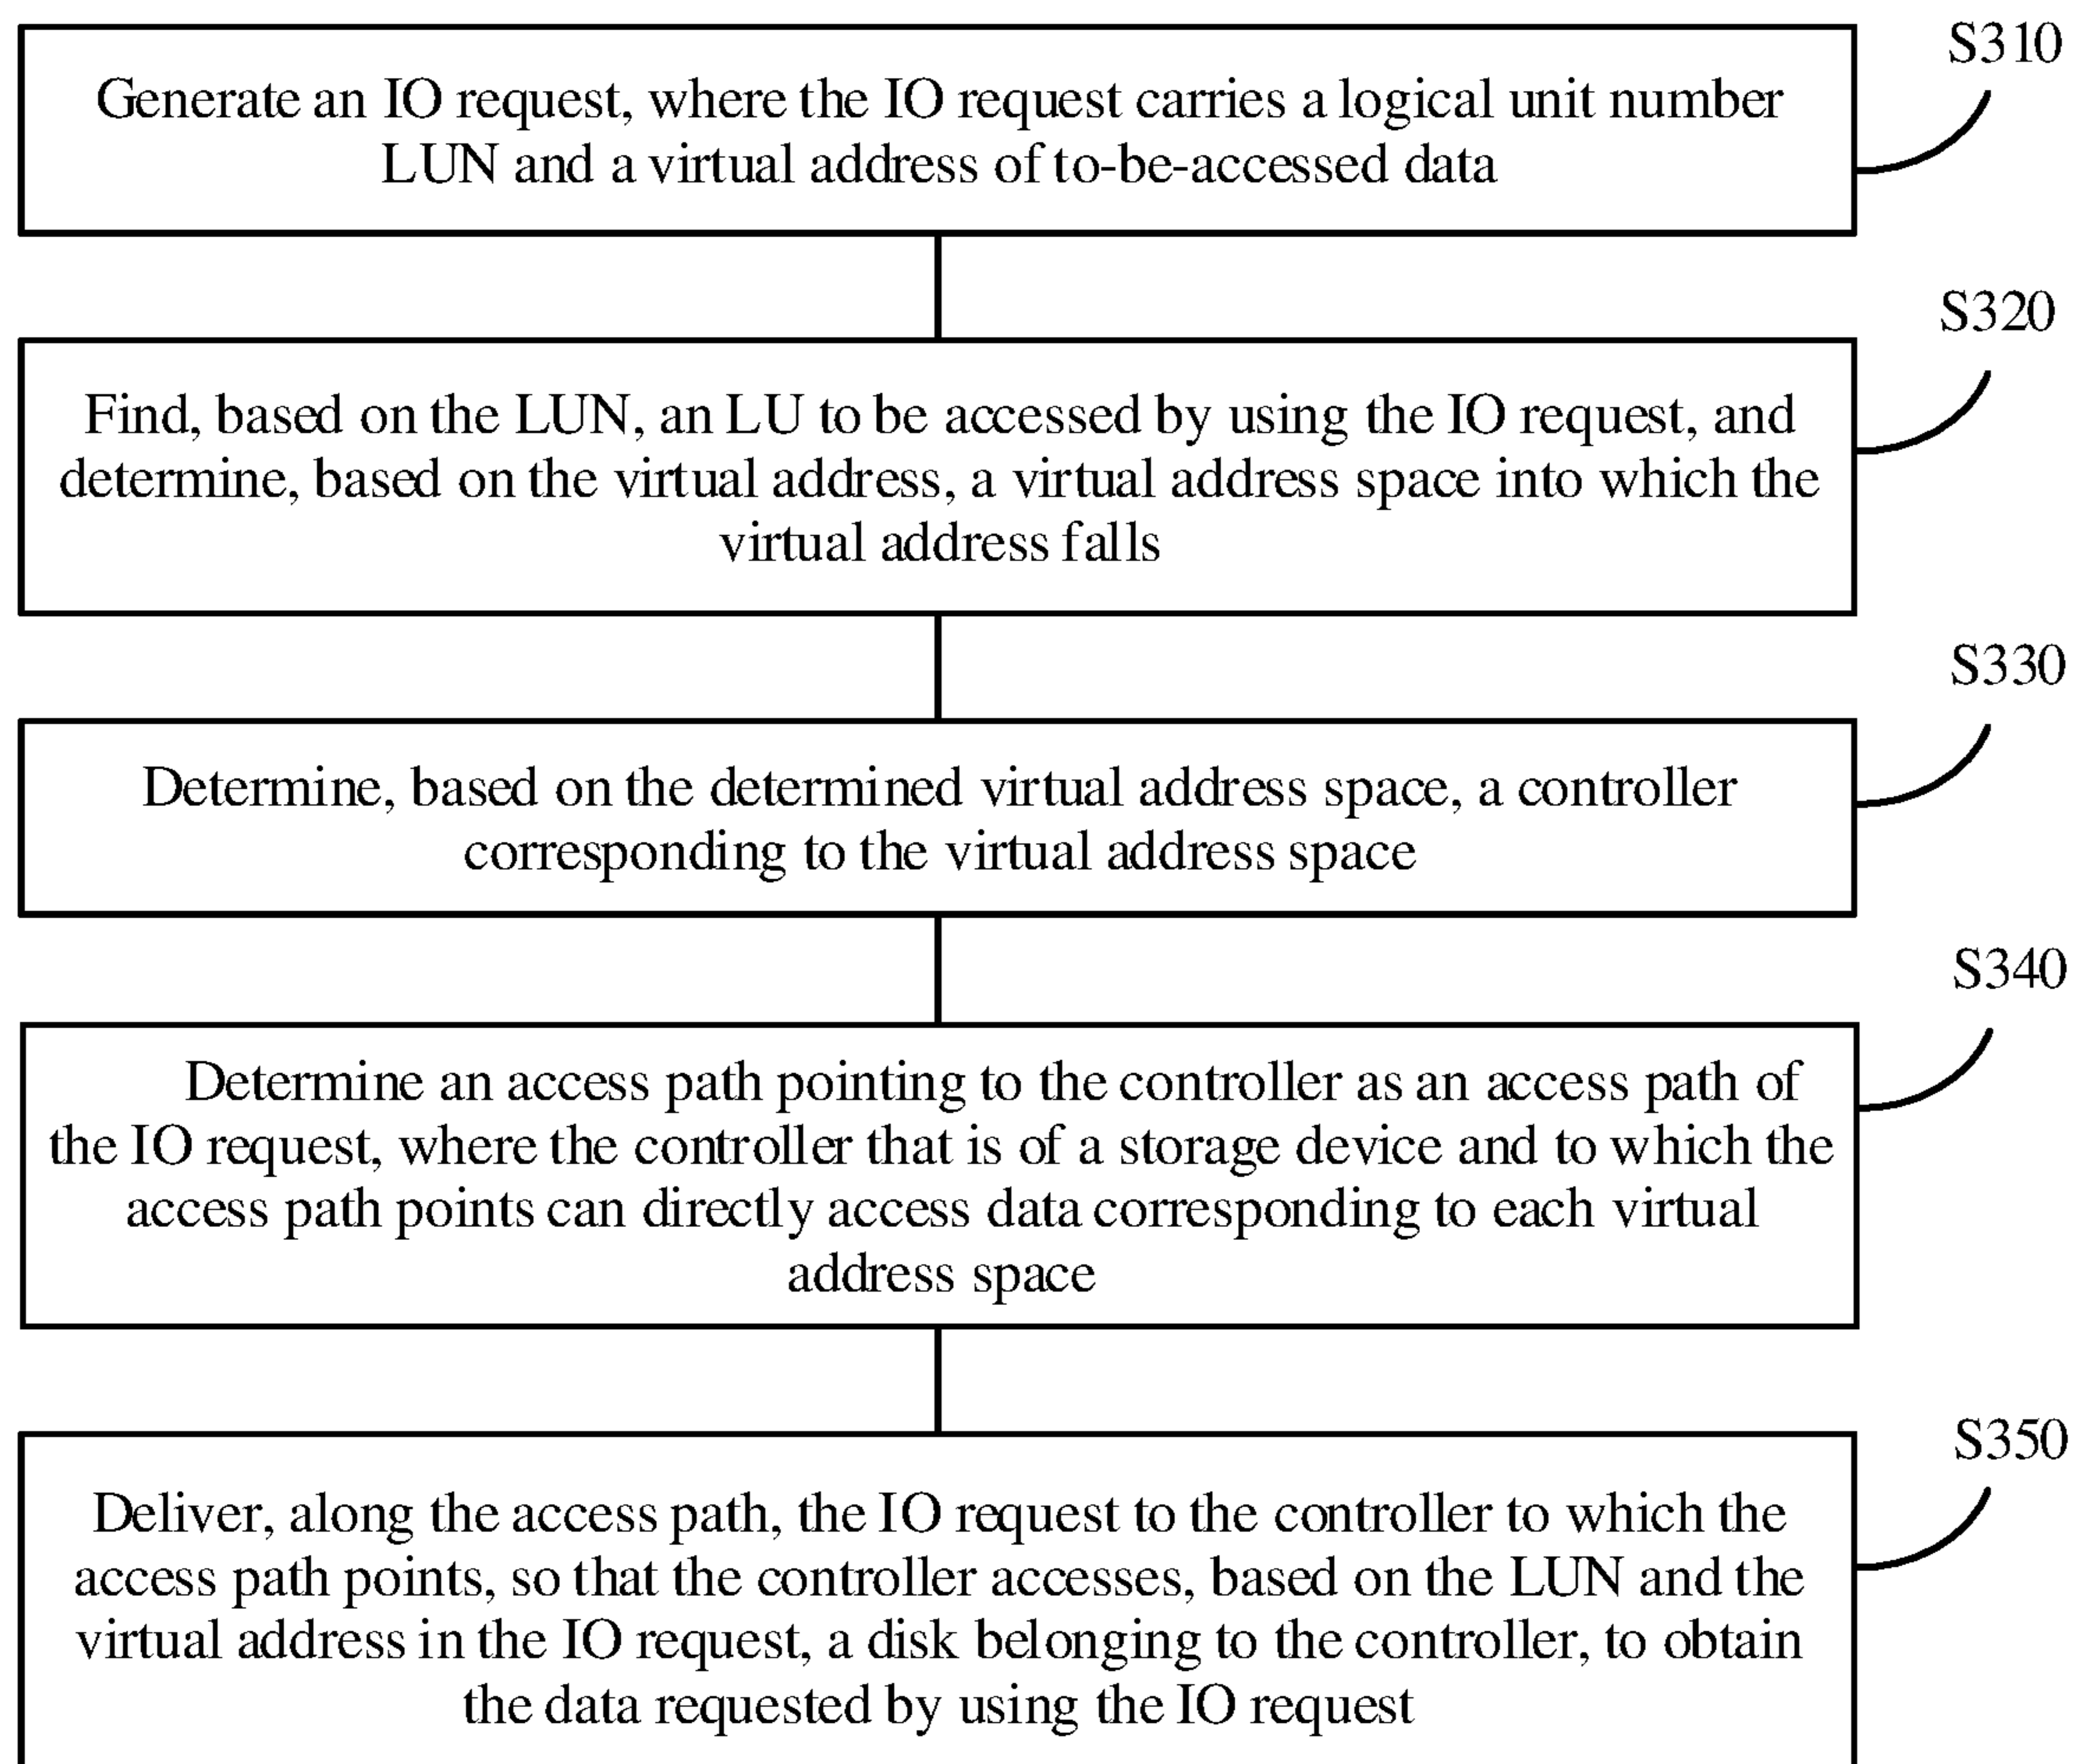 S310
Generate an IO request, where the IO request carries a logical unit number
LUN and a virtual address of to-be-accessed data
S320
Find, based on the LUN, an LU to be accessed by using the IO request, and
determine, based on the virtual address, a virtual address space into which the
virtual address falls
S330
Determine, based on the determined virtual address space, a controller
corresponding to the virtual address space
S340
Determine an access path pointing to the controller as an access path of
the IO request, where the controller that is of a storage device and to which the
access path points can directly access data corresponding to each virtual
address space
S350
Deliver, along the access path, the IO request to the controller to which the
access path points, so that the controller accesses, based on the LUN and the
virtual address in the IO request, a disk belonging to the controller, to obtain
the data requested by using the IO request